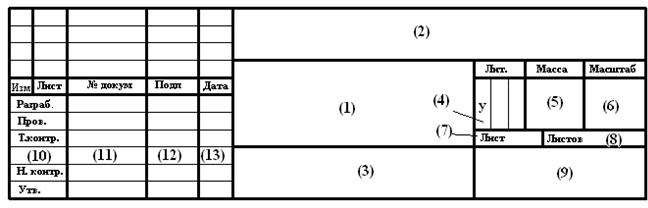 (2)
Лит. Масса Масштаб
Изм Лист № докум Подп Дата
(1)
(4) У (5) (6)
Разраб.
Пров.
(7) Лист Листов (8)
Т.контр.
(10) (11) (12) (13)
Н. контр. (3) (9)
Утв.